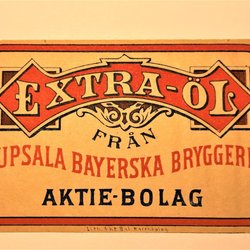 EXTRA-ÖL
FRÅN
UPSALA BAYERSKA BRYGGERI
AKTIE-BOLAG